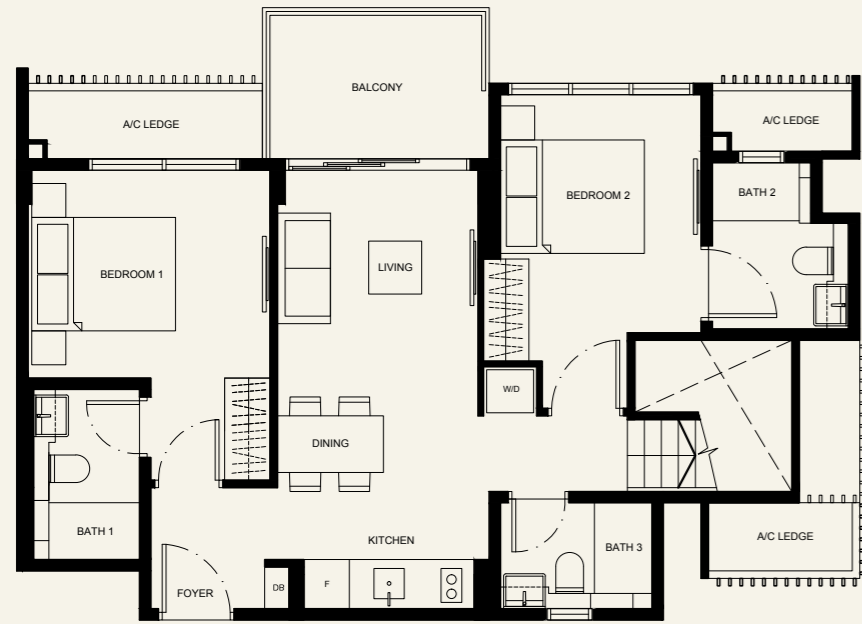 BALCONY
A/C LEDGE
A/C LEDGE
BEDROOM 2
BATH 2
BEDROOM 1
LIVING
W/D
DINING
BATH 1
KITCHEN
A/C LEDGE
BATH 3
FOYER
DB
F